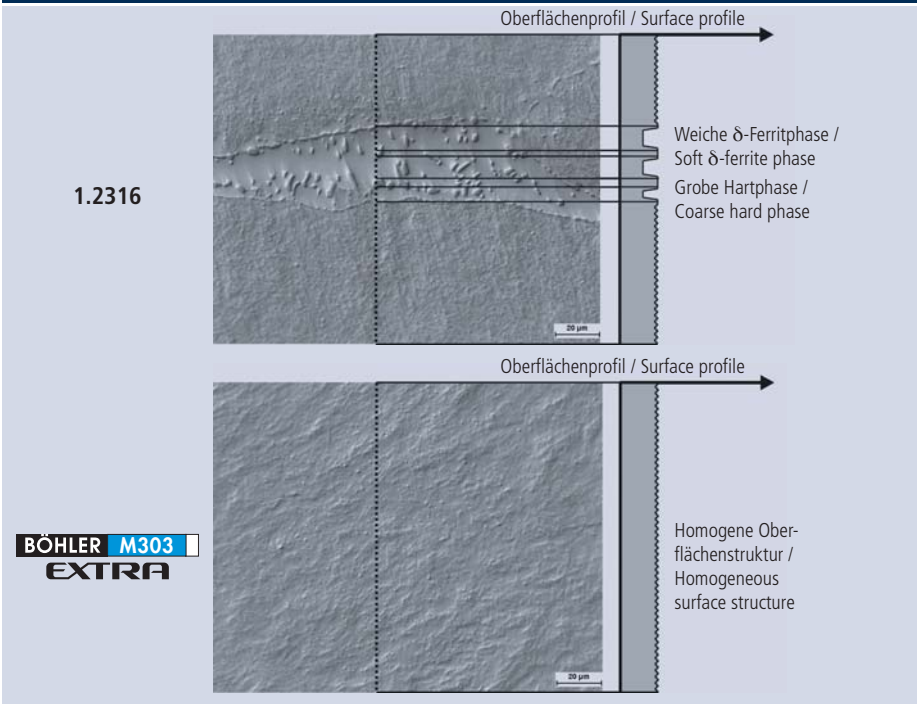 Oberflächenprofil / Surface profile
1.2316
Weiche δ-Ferritphase /
Soft δ-ferrite phase
Grobe Hartphase /
Coarse hard phase
20 µm
Oberflächenprofil / Surface profile
BÖHLER M303
EXTRA
Homogene Ober-
flächenstruktur /
Homogeneous
surface structure
20 µm